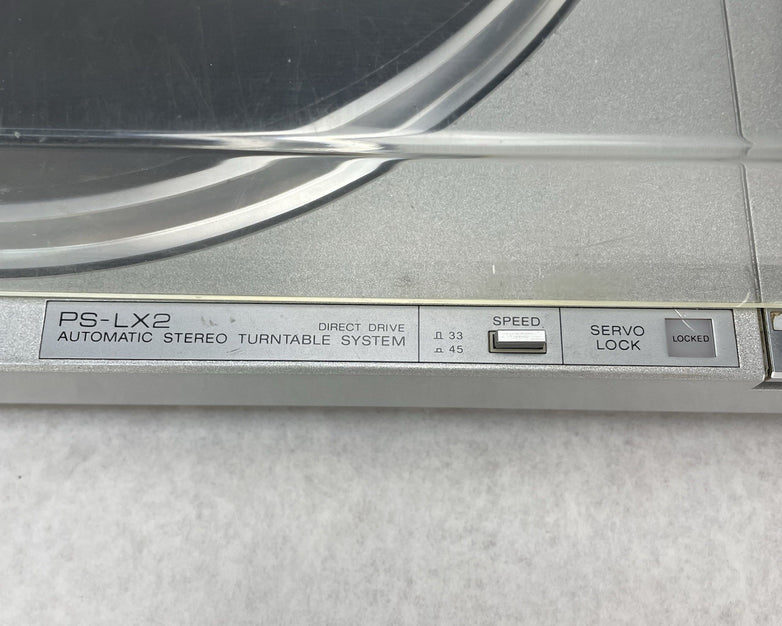 PS-LX2
DIRECT DRIVE
AUTOMATIC STEREO TURNTABLE SYSTEM
33
45
SPEED
SERVO
LOCK
LOCKED